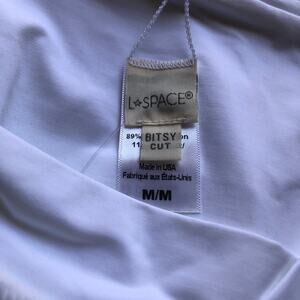 L*SPACE®
89%
BITSY
CUT
11
Made in USA
Fabriqué aux États-Unis
M/M